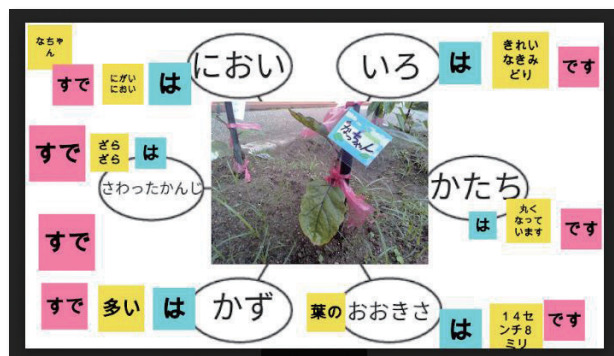 なちゃ
ん
すで
にがい
におい
は
におい
いろ
は
きれい
なきみ
どり
です
すで
ざら
ざら
は
さわったかんじ
かたち
は
丸く
なって
います
です
すで
すで
多い
は
かず
葉の
おおきさ
は
14セ
ンチ8
ミリ
です